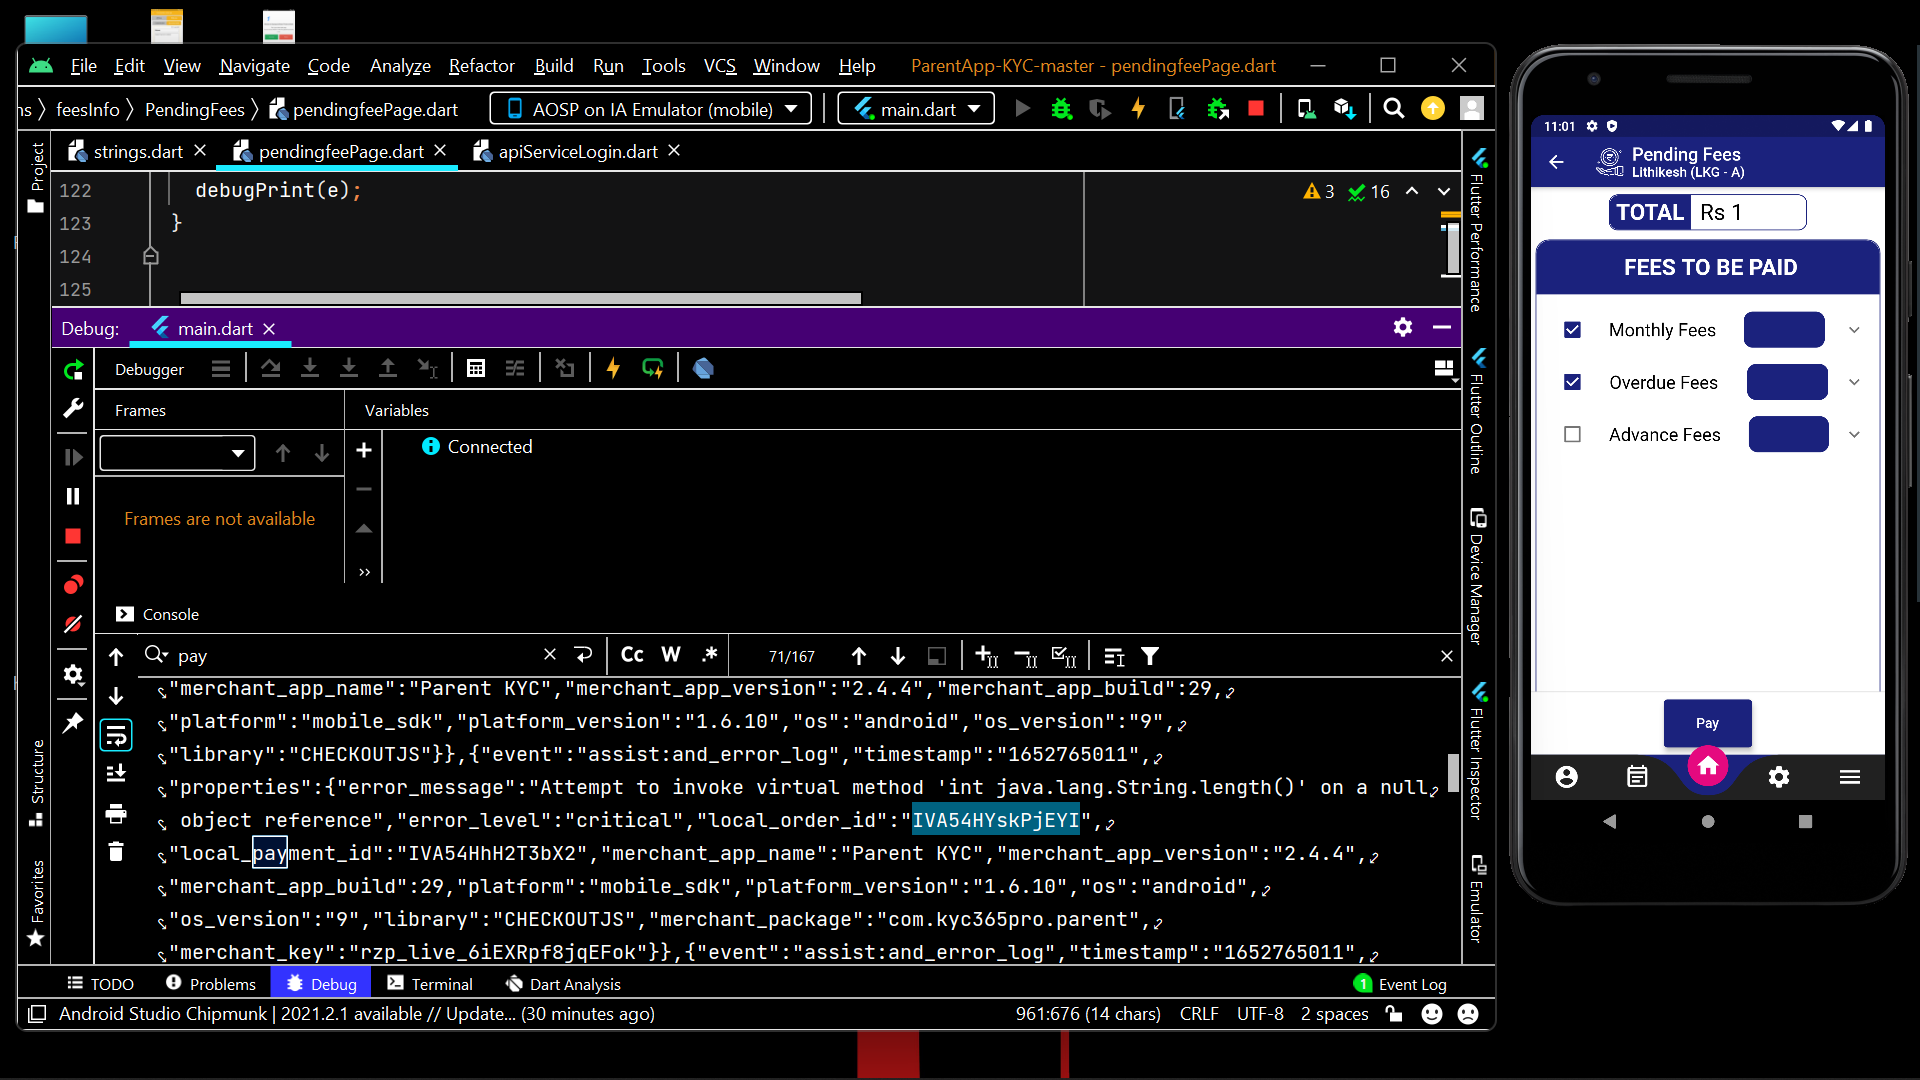 File Edit View Navigate Code Analyze Refactor Build Run Tools VCS Window Help ParentApp-KYC-master - pendingfeePage.dart
ns feesInfo PendingFees pendingfeePage.dart AOSP on IA Emulator (mobile) main.dart
strings.dart pendingfeePage.dart apiServiceLogin.dart
122 debugPrint(e);
123 }
124
125
3 16
Project
Structure
Favorites
Flutter Performance
Flutter Outline
Device Manager
Flutter Inspector
Emulator
Debug: main.dart
Debugger
Frames Variables
Connected
Frames are not available
Console
pay Cc W .* 71/167
"merchant_app_name":"Parent KYC","merchant_app_version":"2.4.4","merchant_app_build":29,
"platform":"mobile_sdk","platform_version":"1.6.10","os":"android","os_version":"9",
"library":"CHECKOUTJS"}},{"event":"assist:and_error_log","timestamp":"1652765011",
"properties":{"error_message":"Attempt to invoke virtual method 'int java.lang.String.length()' on a null
object reference","error_level":"critical","local_order_id":"IVA54HYskPjEYI",
"local_payment_id":"IVA54HhH2T3bX2","merchant_app_name":"Parent KYC","merchant_app_version":"2.4.4",
"merchant_app_build":29,"platform":"mobile_sdk","platform_version":"1.6.10","os":"android",
"os_version":"9","library":"CHECKOUTJS","merchant_package":"com.kyc365pro.parent",
"merchant_key":"rzp_live_6iEXRpf8jqEFok"}},{"event":"assist:and_error_log","timestamp":"1652765011",
TODO Problems Debug Terminal Dart Analysis 1 Event Log
Android Studio Chipmunk | 2021.2.1 available // Update... (30 minutes ago) 961:676 (14 chars) CRLF UTF-8 2 spaces
11:01
Pending Fees
Lithikesh (LKG - A)
TOTAL Rs 1
FEES TO BE PAID
Monthly Fees
Overdue Fees
Advance Fees
Pay